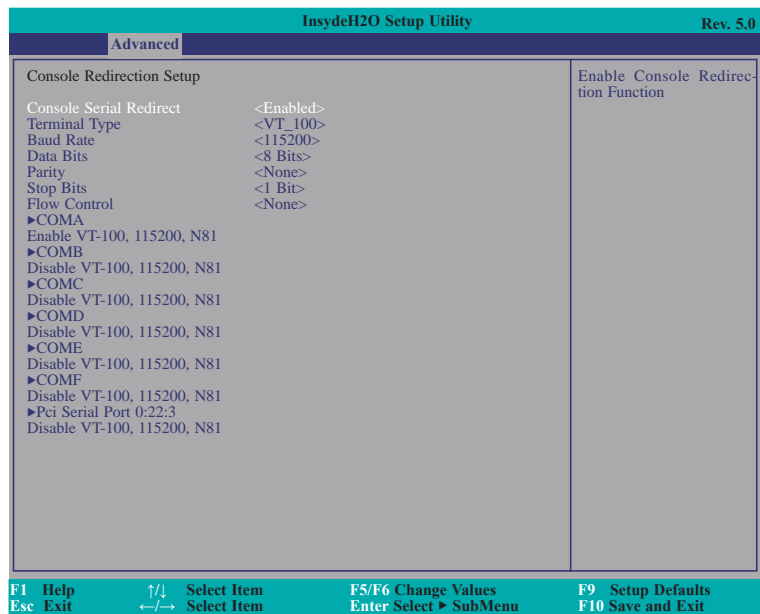 InsydeH2O Setup Utility Rev. 5.0
Advanced
Console Redirection Setup
Console Serial Redirect <Enabled>
Terminal Type <VT_100>
Baud Rate <115200>
Data Bits <8 Bits>
Parity <None>
Stop Bits <1 Bit>
Flow Control <None>
►COMA
Enable VT-100, 115200, N81
►COMB
Disable VT-100, 115200, N81
►COMC
Disable VT-100, 115200, N81
►COMD
Disable VT-100, 115200, N81
►COME
Disable VT-100, 115200, N81
►COMF
Disable VT-100, 115200, N81
►Pci Serial Port 0:22:3
Disable VT-100, 115200, N81
Enable Console Redirec-
tion Function
F1 Help ↑/↓ Select Item F5/F6 Change Values F9 Setup Defaults
Esc Exit ←/→ Select Item Enter Select ► SubMenu F10 Save and Exit